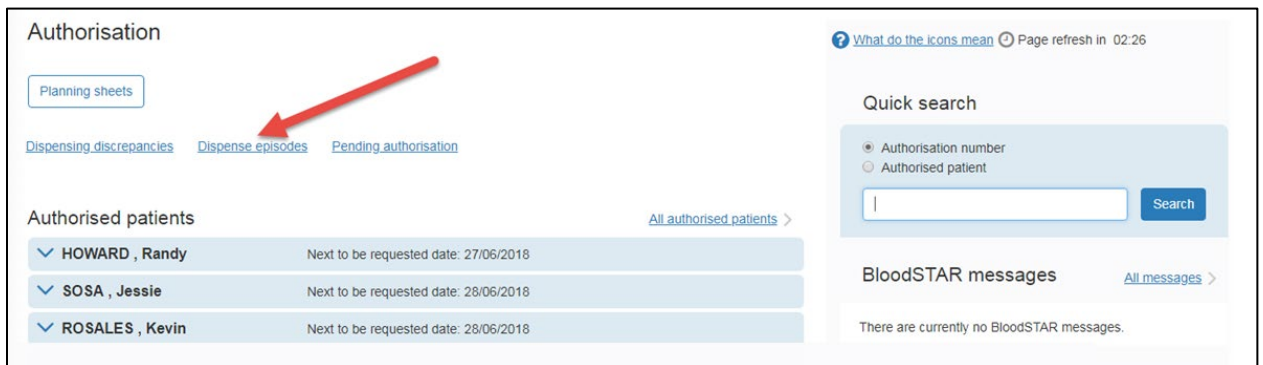 Authorisation
What do the icons mean Page refresh in 02:26
Planning sheets
Dispensing discrepancies Dispense episodes Pending authorisation
Quick search
Authorisation number
Authorised patient
Search
Authorised patients All authorised patients
HOWARD , Randy Next to be requested date: 27/06/2018
SOSA , Jessie Next to be requested date: 28/06/2018
ROSALES , Kevin Next to be requested date: 28/06/2018
BloodSTAR messages All messages
There are currently no BloodSTAR messages.